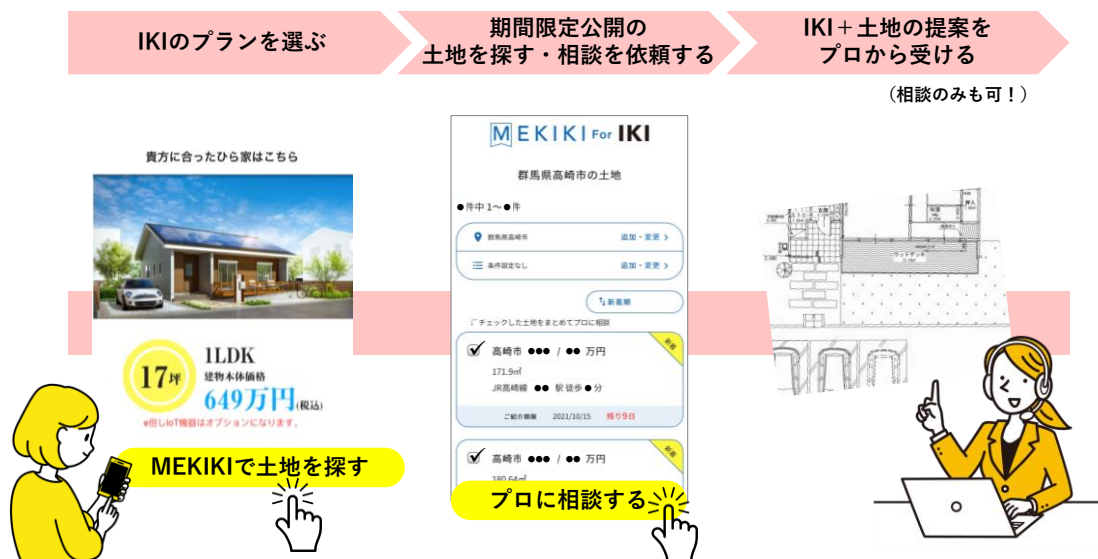 IKIのプランを選ぶ
期間限定公開の
土地を探す・相談を依頼する
IKI＋土地の提案を
プロから受ける
（相談のみも可！）
貴方に合ったひら家はこちら
17坪
1LDK
建物本体価格
649万円(税込)
※但しIoT機器はオプションになります。
MEKIKIで土地を探す
MEKIKI For IKI
群馬県高崎市の土地
●件中 1〜●件
群馬県高崎市
追加・変更 >
条件設定なし
追加・変更 >
新着順
チェックした土地をまとめてプロに相談
新着
高崎市 ●●● / ●● 万円
171.9㎡
JR高崎線 ●● 駅 徒歩 ● 分
ご紹介期限 2021/10/15 残り9日
新着
高崎市 ●●● / ●● 万円
180.64㎡
プロに相談する
ウッドデッキ